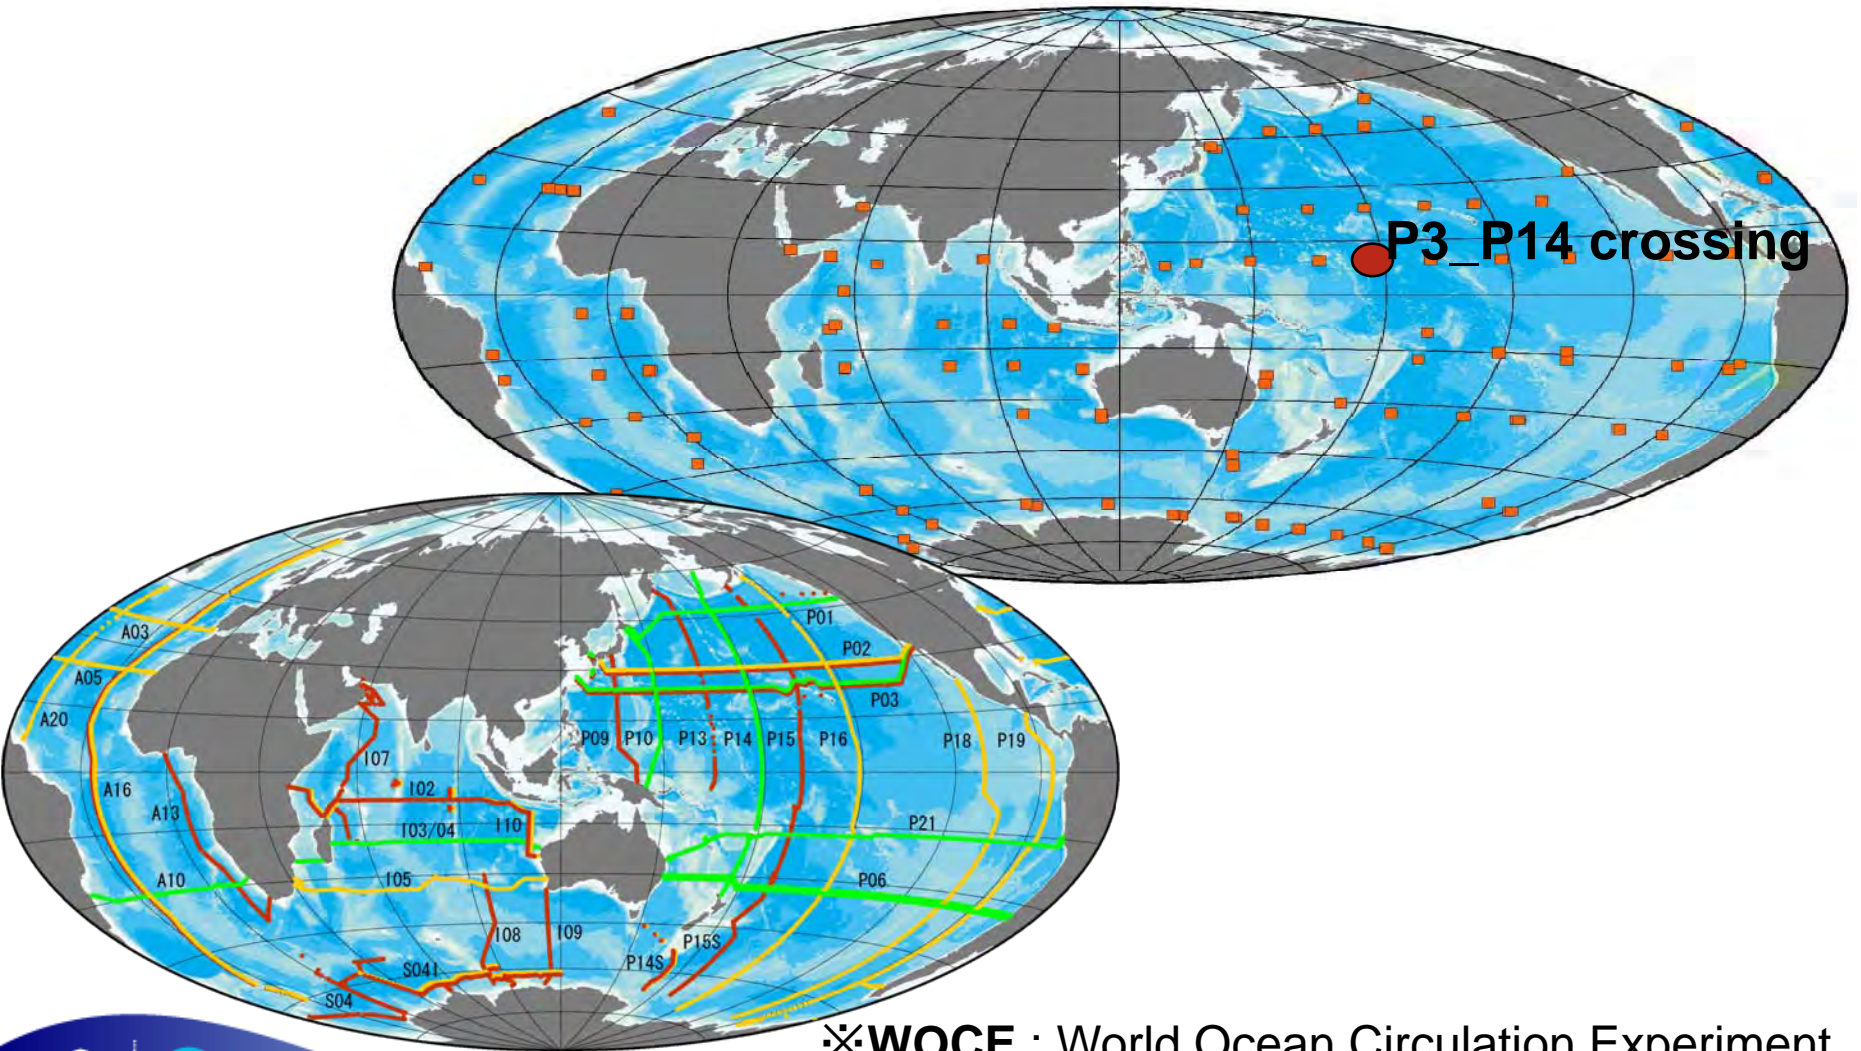 P3_P14 crossing
P01
A03
P02
A05
P03
A20
P09 P10 P13 P14 P15 P16 P18 P19
I07
A16
I02
A13
I03/04
I10
P21
A10
I05
P06
I08
I09
P15S
P14S
S04I
S04
※WOCE : World Ocean Circulation Experiment